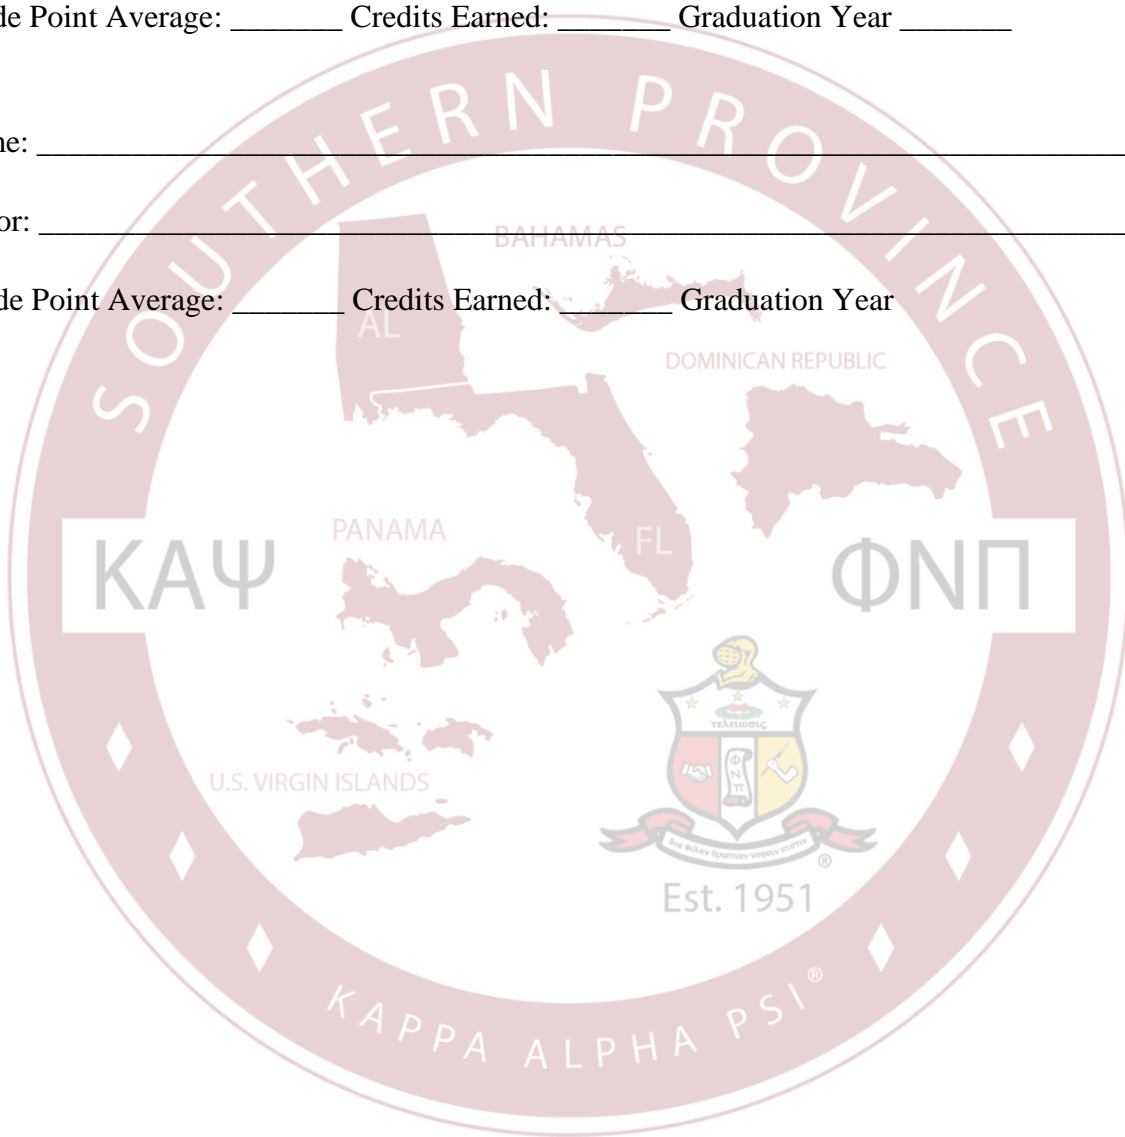 de Point Average: _______ Credits Earned: _______ Graduation Year _______
ne: 
or: 
de Point Average: _______ Credits Earned: _______ Graduation Year
SOUTHERN PROVINCE
BAHAMAS
AL
DOMINICAN REPUBLIC
PANAMA
FL
ΚΑΨ
ΦΝΠ
τελειωσις
Φ
Ν
π
U.S. VIRGIN ISLANDS
®
Est. 1951
KAPPA ALPHA PSI®